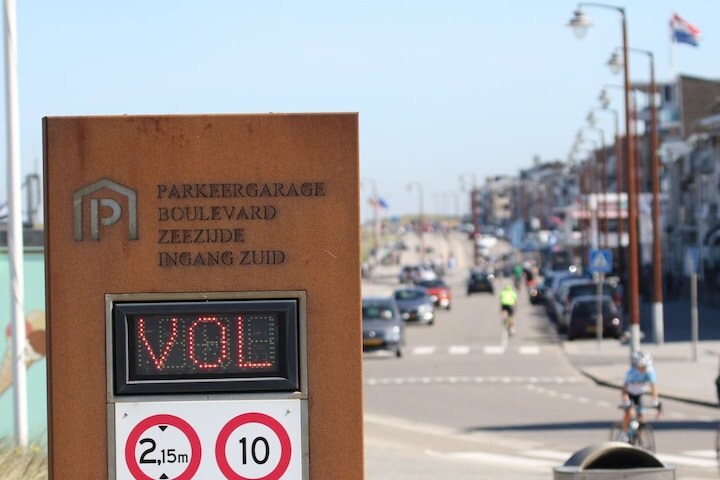 P
PARKEERGARAGE
BOULEVARD
ZEEZIJDE
INGANG ZUID
VOL
2,15m
10